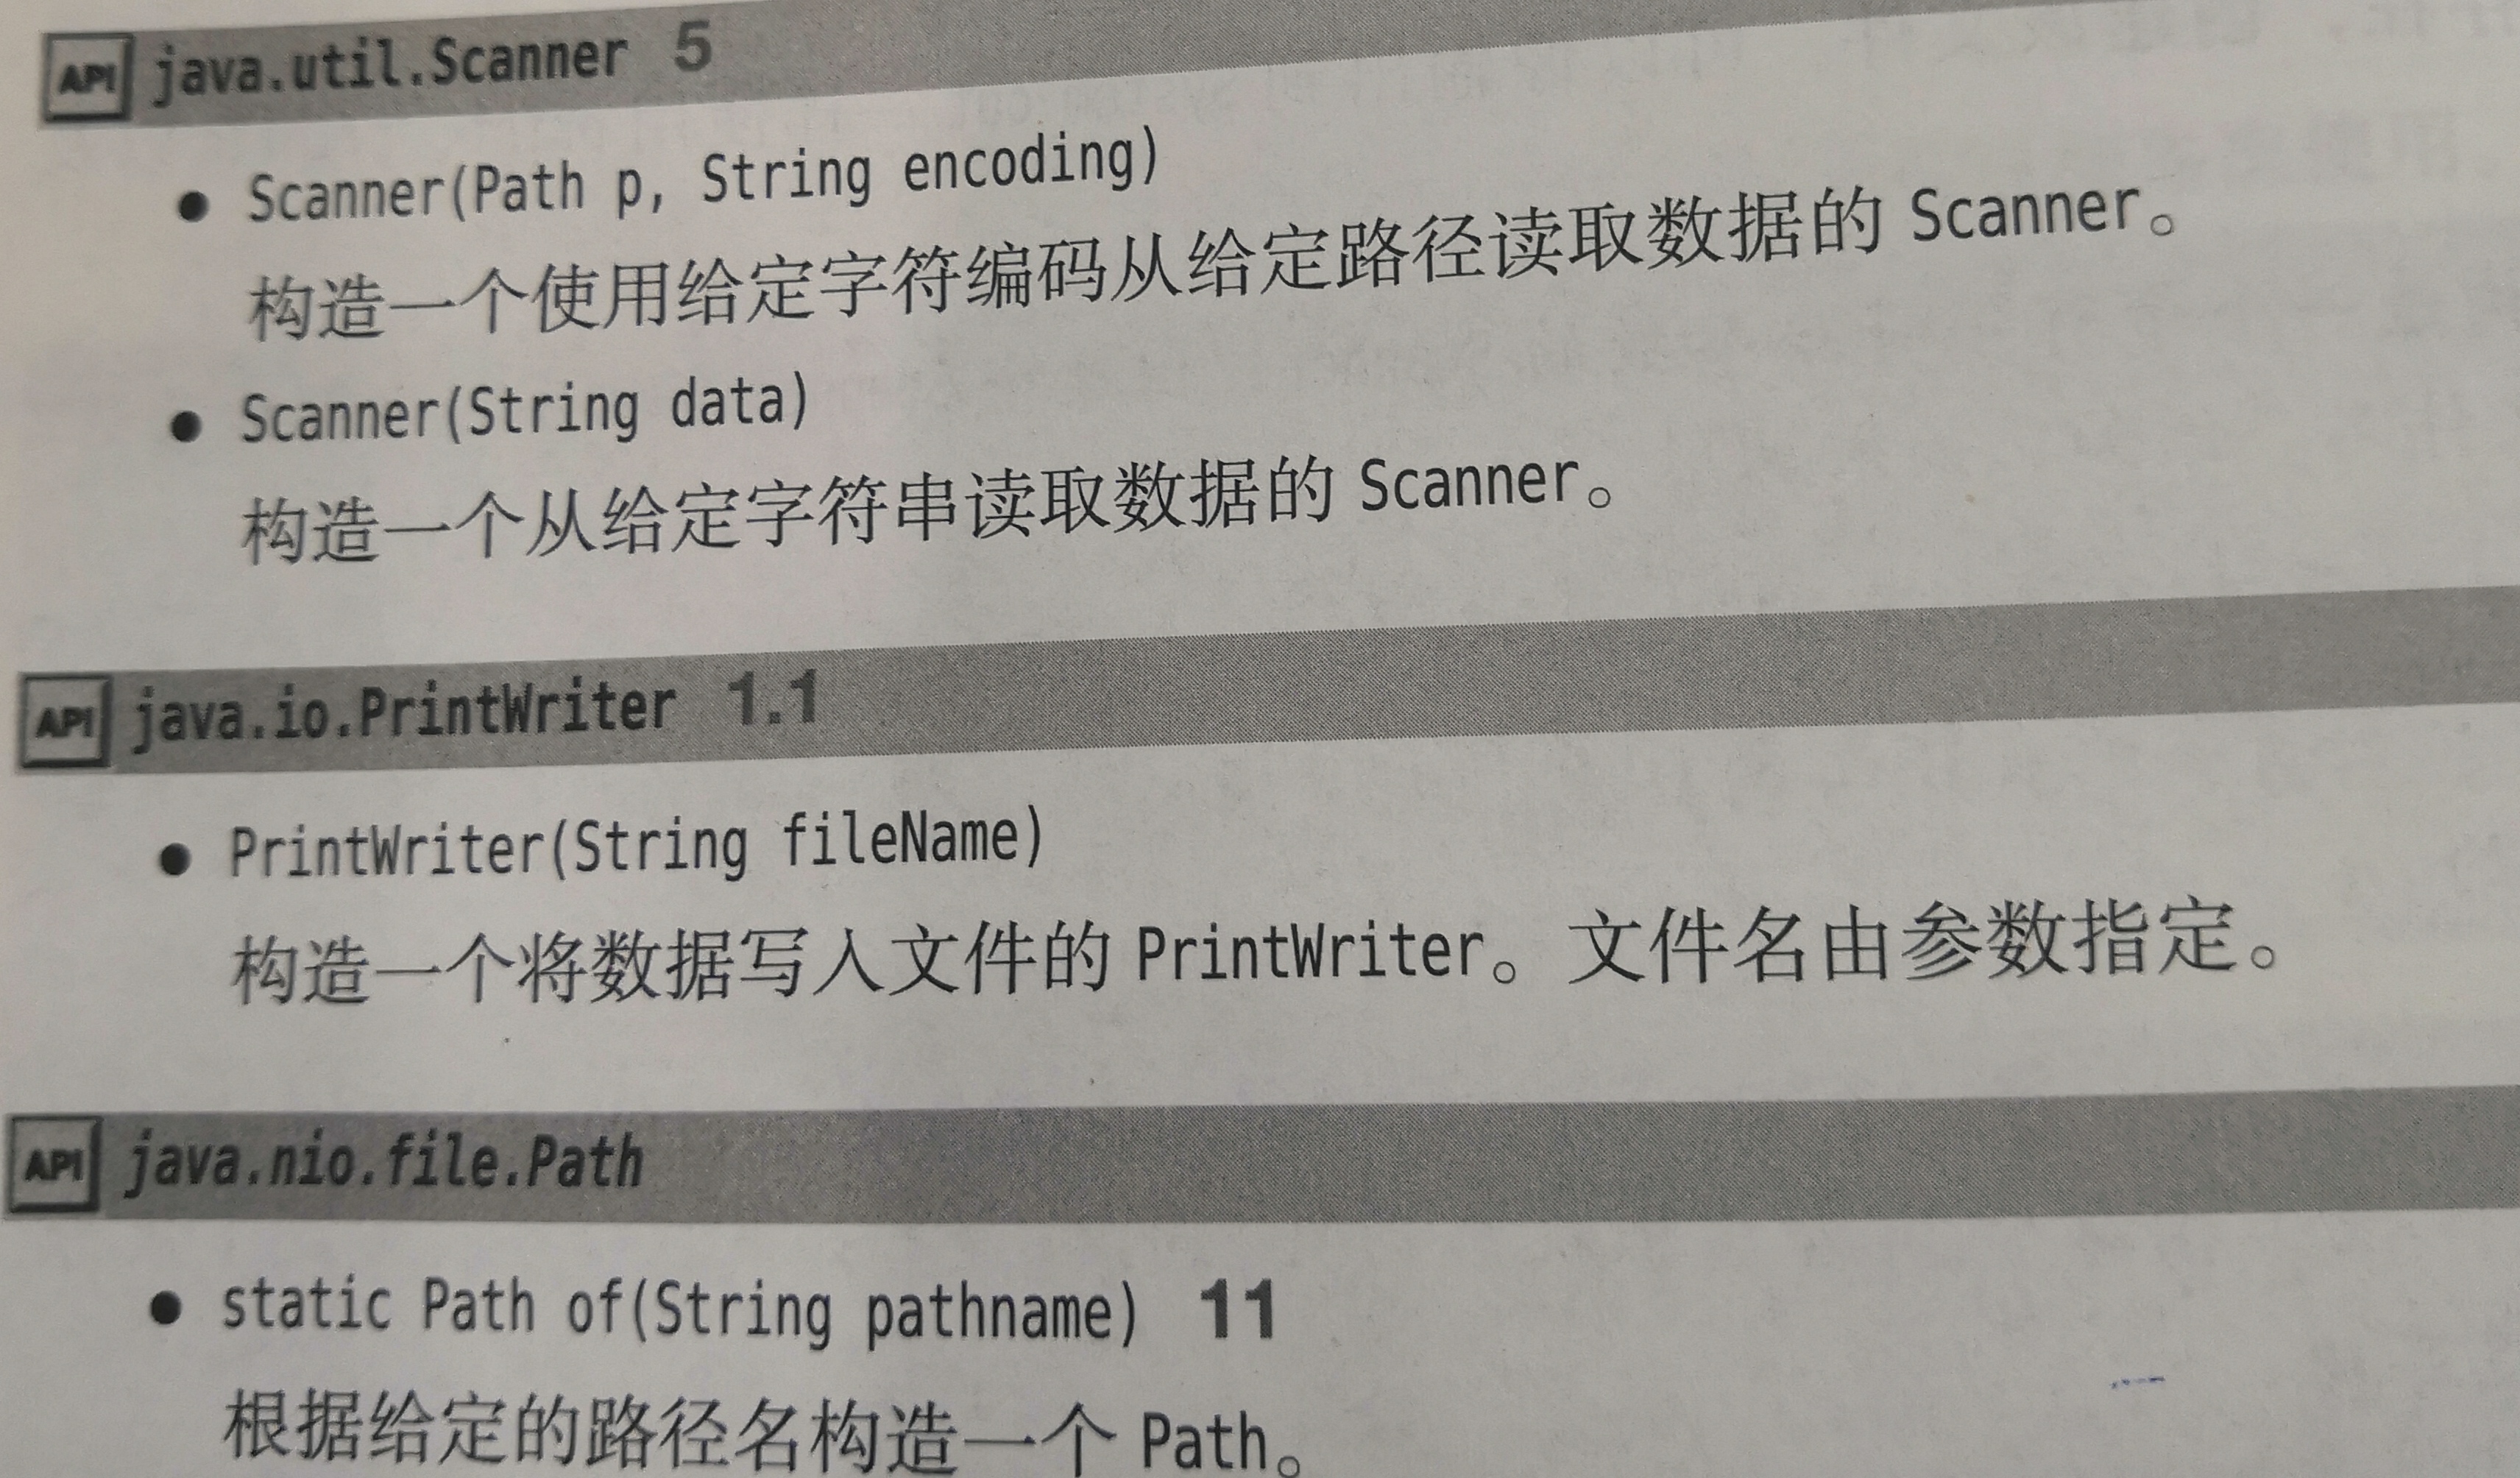 API java.util.Scanner 5
● Scanner(Path p, String encoding)
构造一个使用给定字符编码从给定路径读取数据的 Scanner。
● Scanner(String data)
构造一个从给定字符串读取数据的 Scanner。
API java.io.PrintWriter 1.1
● PrintWriter(String fileName)
构造一个将数据写入文件的 PrintWriter。文件名由参数指定。
API java.nio.file.Path
● static Path of(String pathname) 11
根据给定的路径名构造一个 Path。